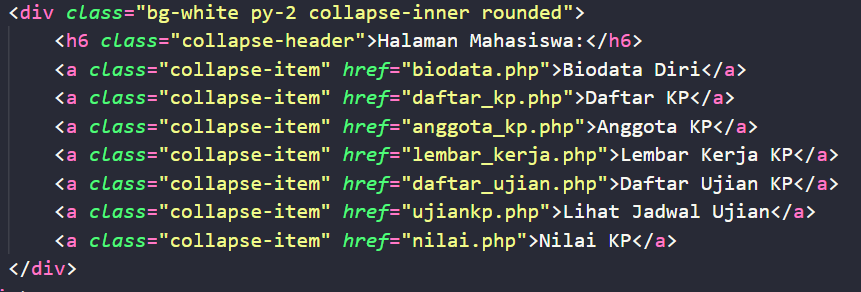 <div class="bg-white py-2 collapse-inner rounded">
<h6 class="collapse-header">Halaman Mahasiswa:</h6>
<a class="collapse-item" href="biodata.php">Biodata Diri</a>
<a class="collapse-item" href="daftar_kp.php">Daftar KP</a>
<a class="collapse-item" href="anggota_kp.php">Anggota KP</a>
<a class="collapse-item" href="lembar_kerja.php">Lembar Kerja KP</a>
<a class="collapse-item" href="daftar_ujian.php">Daftar Ujian KP</a>
<a class="collapse-item" href="ujiankp.php">Lihat Jadwal Ujian</a>
<a class="collapse-item" href="nilai.php">Nilai KP</a>
</div>